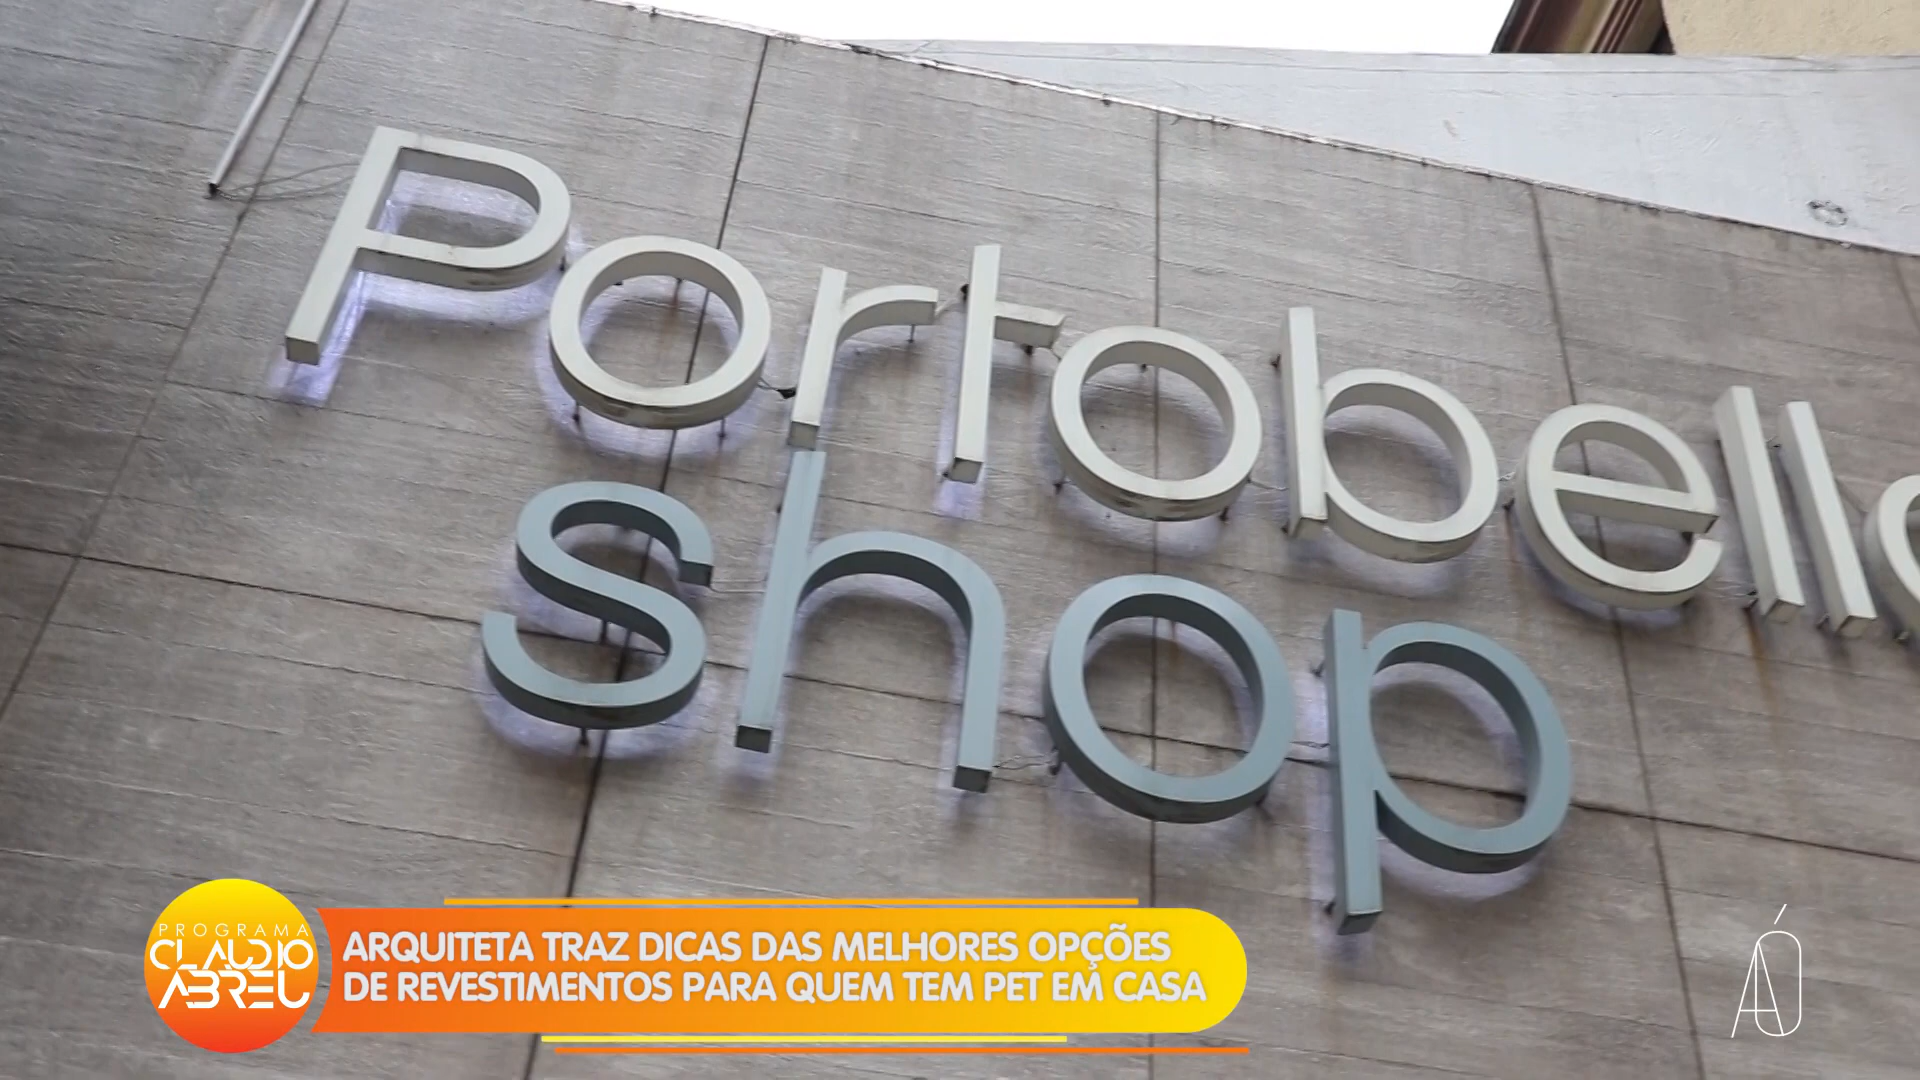 Portobello
shop
PROGRAMA
CLAUDIO
ABREU
ARQUITETA TRAZ DICAS DAS MELHORES OPÇÕES
DE REVESTIMENTOS PARA QUEM TEM PET EM CASA